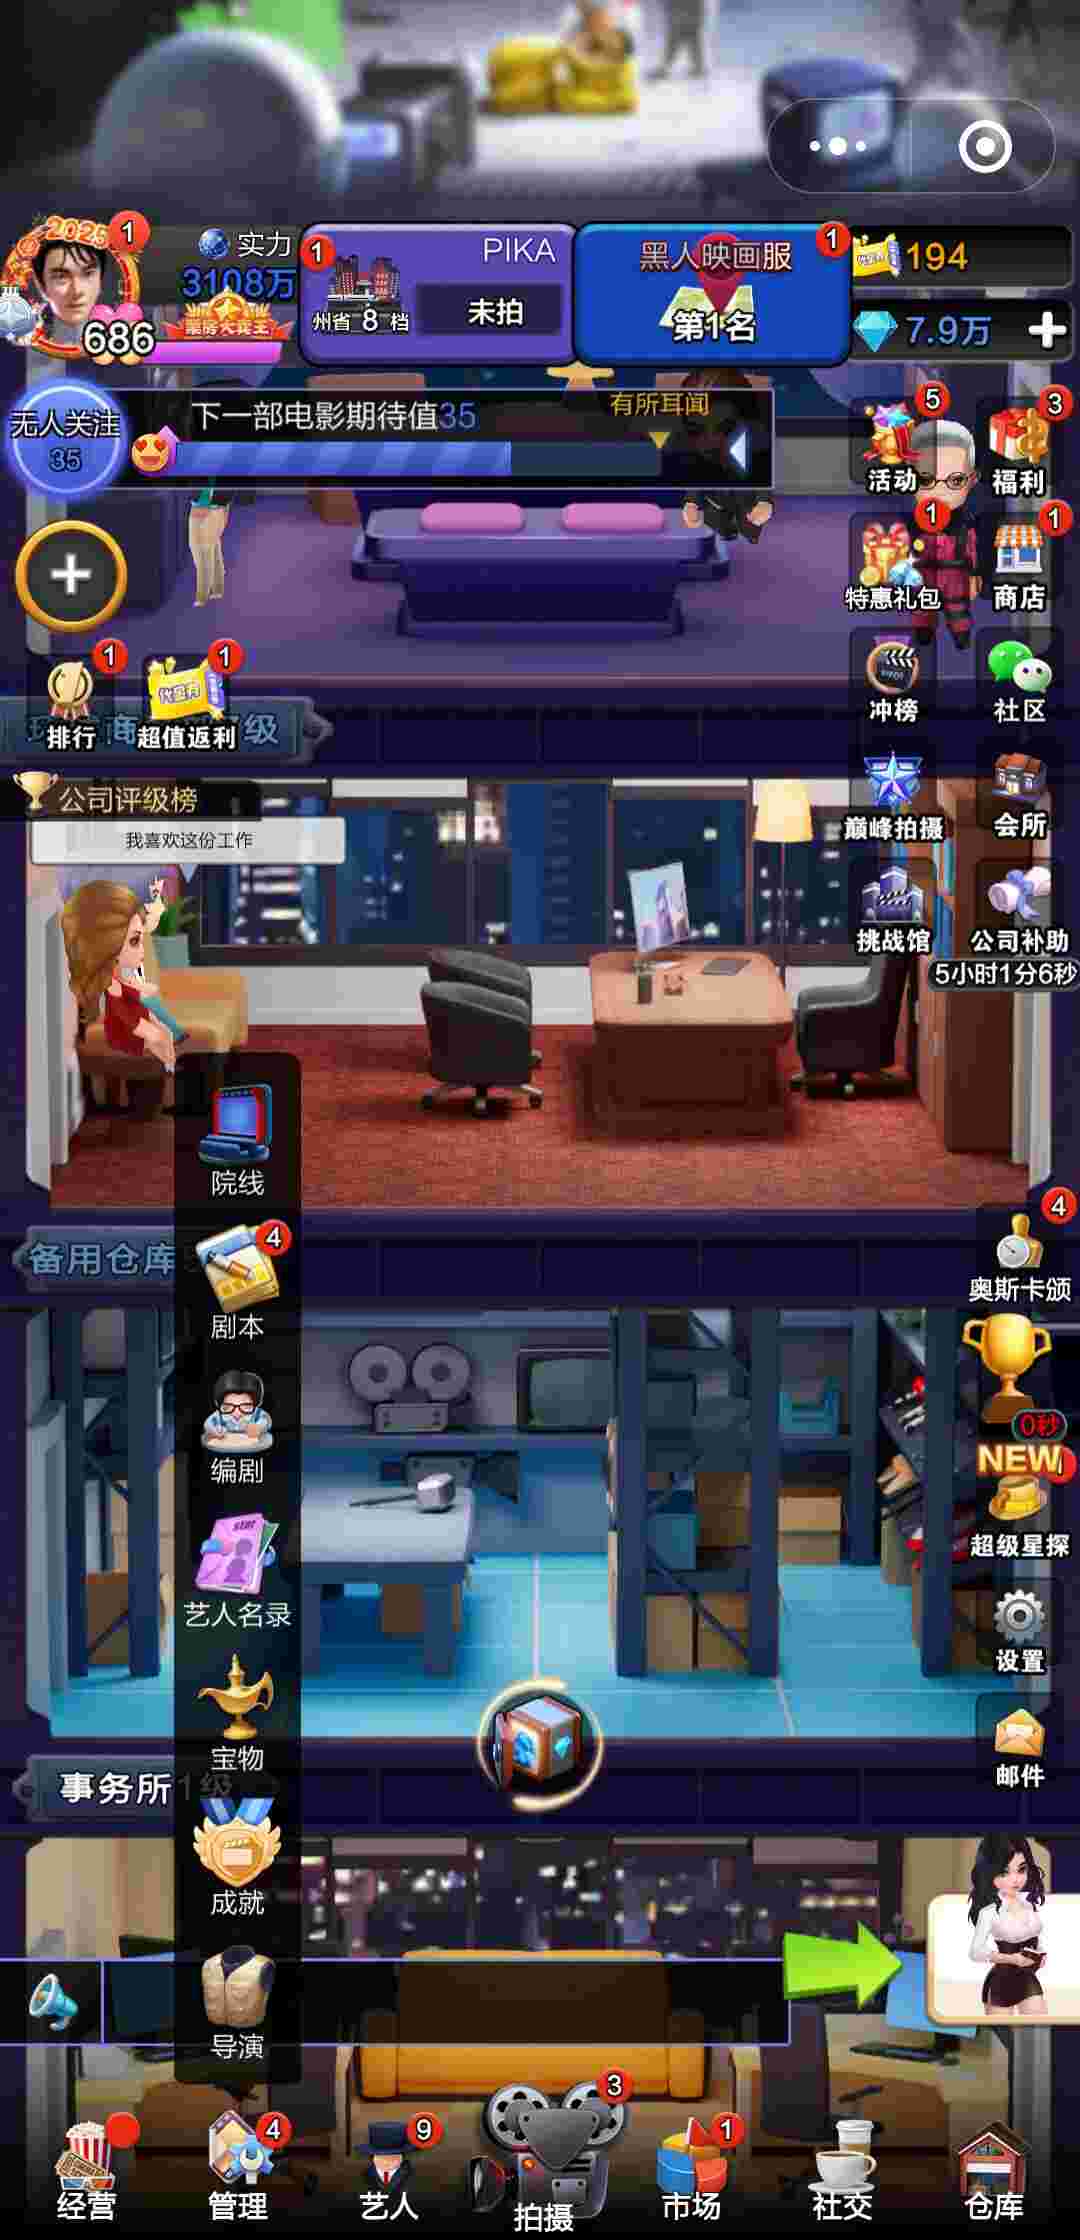 2025
1
实力
3108万
686
票房大赛王
1
PIKA
州省 8 档
未拍
1
黑人映画服
第1名
194
7.9万
无人关注
35
下一部电影期待值35
有所耳闻
5
活动
3
福利
1
特惠礼包
1
商店
1
排行
1
超值返利
冲榜
社区
公司评级榜
我喜欢这份工作
巅峰拍摄
会所
挑战馆
公司补助
5小时1分6秒
院线
备用仓库
4
剧本
4
奥斯卡颁
编剧
0秒
NEW
超级星探
STAR
艺人名录
设置
宝物
邮件
事务所1级
成就
导演
经营
4
管理
9
艺人
3
拍摄
1
市场
社交
仓库